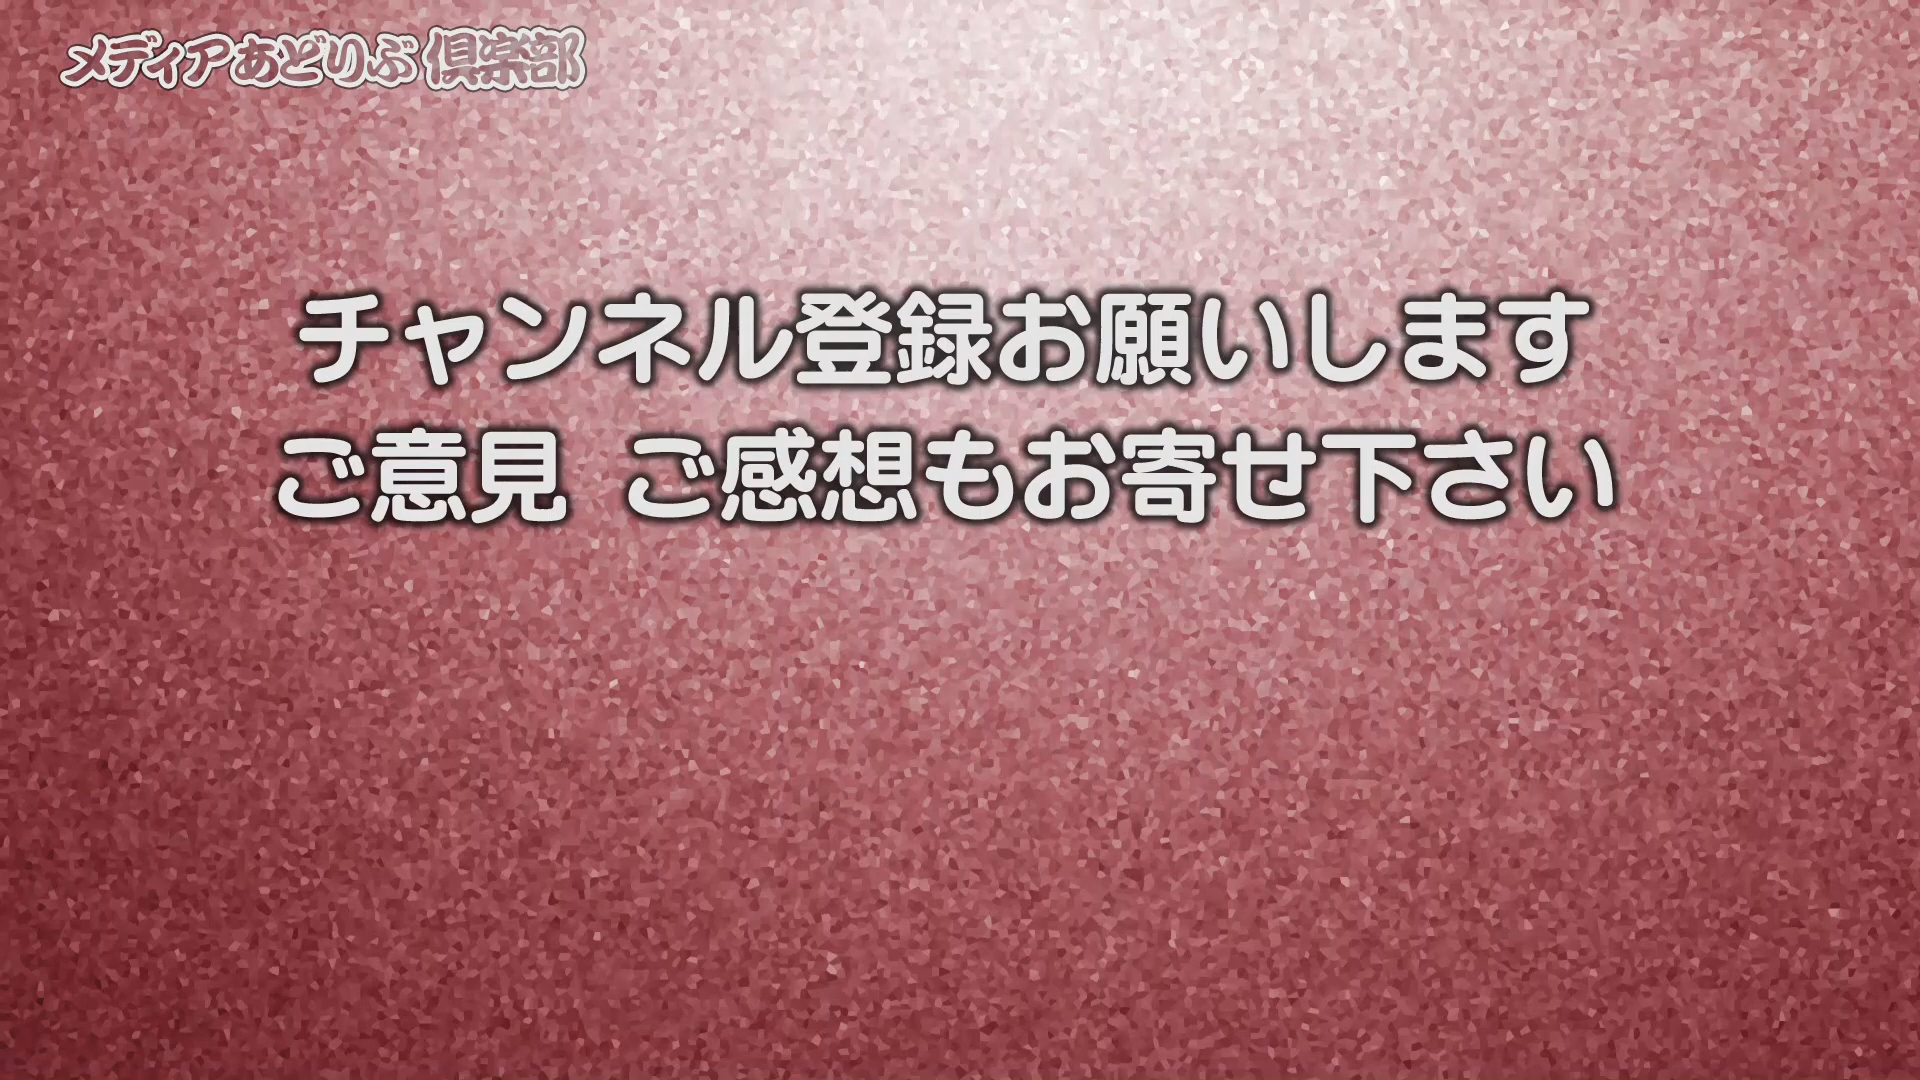 メディアあどりぶ倶楽部
チャンネル登録お願いします
ご意見 ご感想もお寄せ下さい